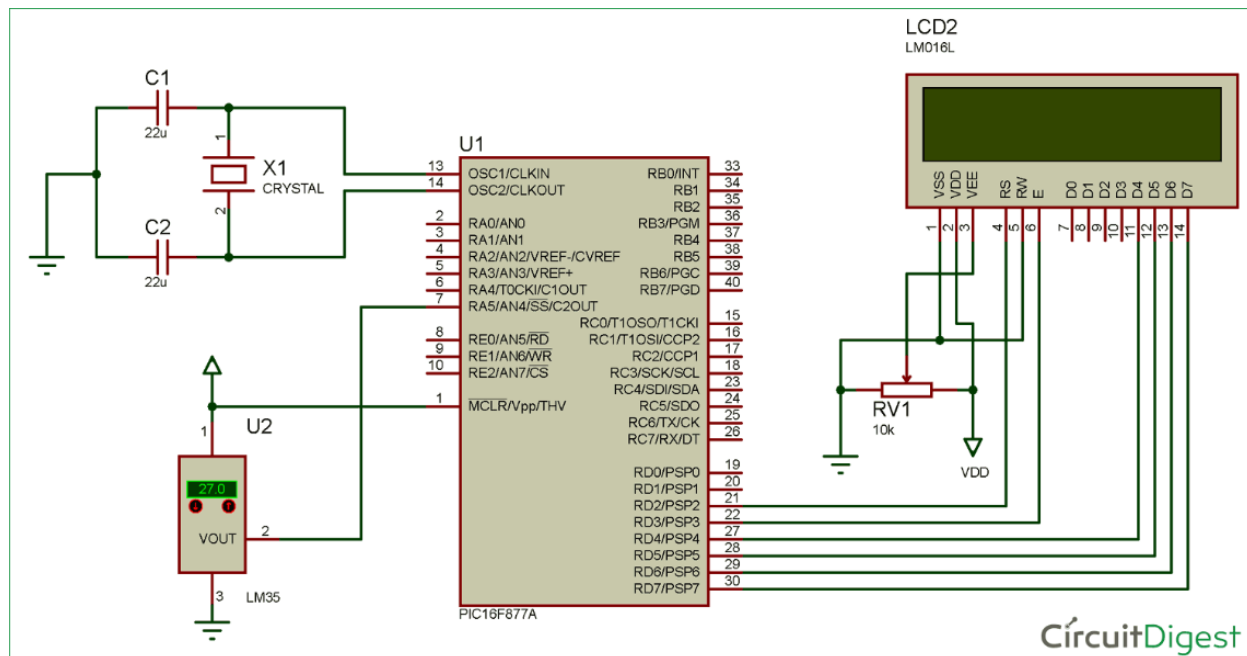 LCD2
LM016L
C1
22u
1
X1
CRYSTAL
2
C2
22u
U1
13 OSC1/CLKIN
14 OSC2/CLKOUT
2 RA0/AN0
3 RA1/AN1
4 RA2/AN2/VREF-/CVREF
5 RA3/AN3/VREF+
6 RA4/T0CKI/C1OUT
7 RA5/AN4/SS/C2OUT
8 RE0/AN5/RD
9 RE1/AN6/WR
10 RE2/AN7/CS
1 MCLR/Vpp/THV
RB0/INT 33
RB1 34
RB2 35
RB3/PGM 36
RB4 37
RB5 38
RB6/PGC 39
RB7/PGD 40
RC0/T1OSO/T1CKI 15
RC1/T1OSI/CCP2 16
RC2/CCP1 17
RC3/SCK/SCL 18
RC4/SDI/SDA 23
RC5/SDO 24
RC6/TX/CK 25
RC7/RX/DT 26
RD0/PSP0 19
RD1/PSP1 20
RD2/PSP2 21
RD3/PSP3 22
RD4/PSP4 27
RD5/PSP5 28
RD6/PSP6 29
RD7/PSP7 30
PIC16F877A
VSS VDD VEE RS RW E D0 D1 D2 D3 D4 D5 D6 D7
1 2 3 4 5 6 7 8 9 10 11 12 13 14
RV1
10k
VDD
U2
1
27.0
VOUT 2
3
LM35
CircuitDigest